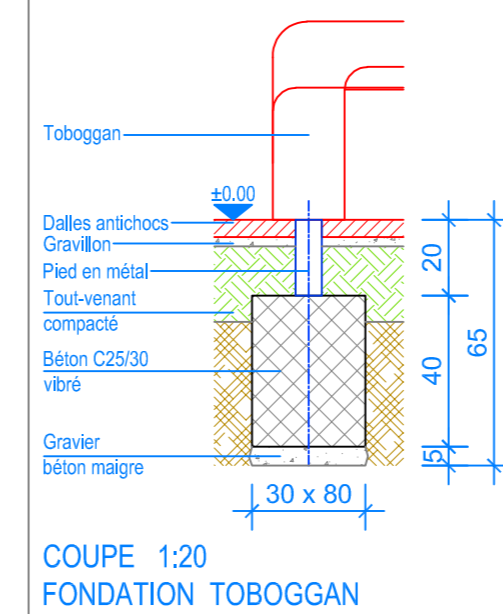 Toboggan
±0.00
Dalles antichocs
Gravillon
Pied en métal
Tout-venant
compacté
Béton C25/30
vibré
Gravier
béton maigre
20
40
5
65
30 x 80
COUPE 1:20
FONDATION TOBOGGAN